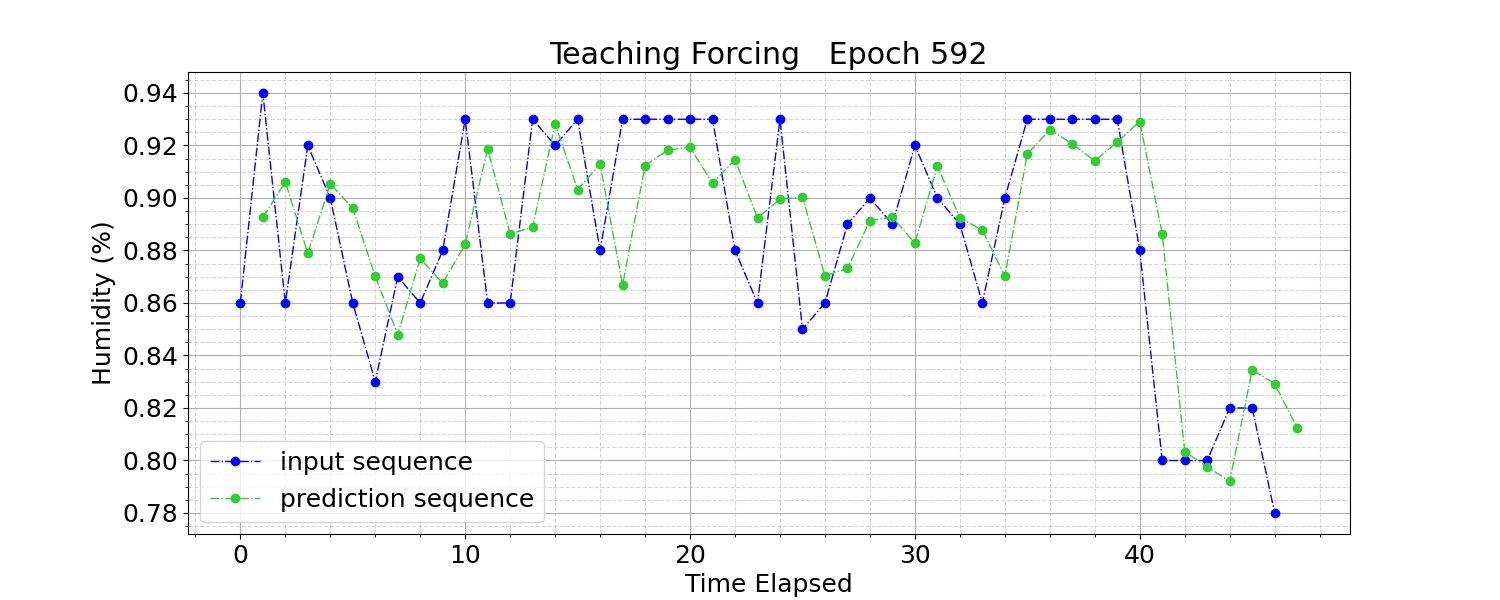 Teaching Forcing   Epoch 592
Humidity (%)
0.94
0.92
0.90
0.88
0.86
0.84
0.82
0.80
0.78
input sequence
prediction sequence
0 10 20 30 40
Time Elapsed